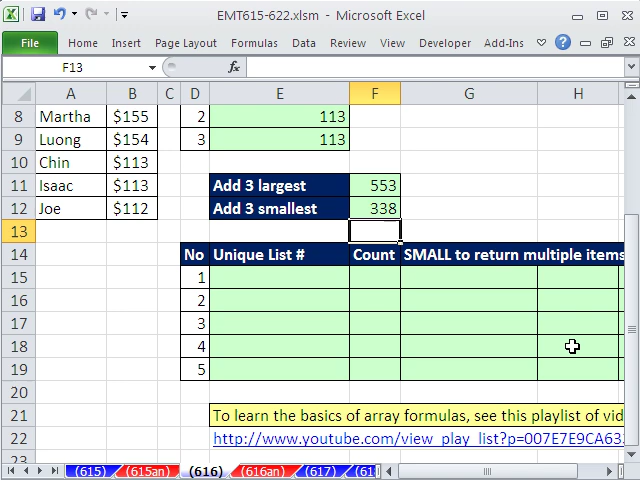 EMT615-622.xlsm - Microsoft Excel
File Home Insert Page Layout Formulas Data Review View Developer Add-Ins
F13 fx
A B C D E F G H
8 Martha $155 2 113
9 Luong $154 3 113
10 Chin $113
11 Isaac $113 Add 3 largest 553
12 Joe $112 Add 3 smallest 338
13
14 No Unique List # Count SMALL to return multiple items
15 1
16 2
17 3
18 4
19 5
20
21 To learn the basics of array formulas, see this playlist of vid
22 http://www.youtube.com/view_play_list?p=007E7E9CA63
23
(615) (615an) (616) (616an) (617) (61